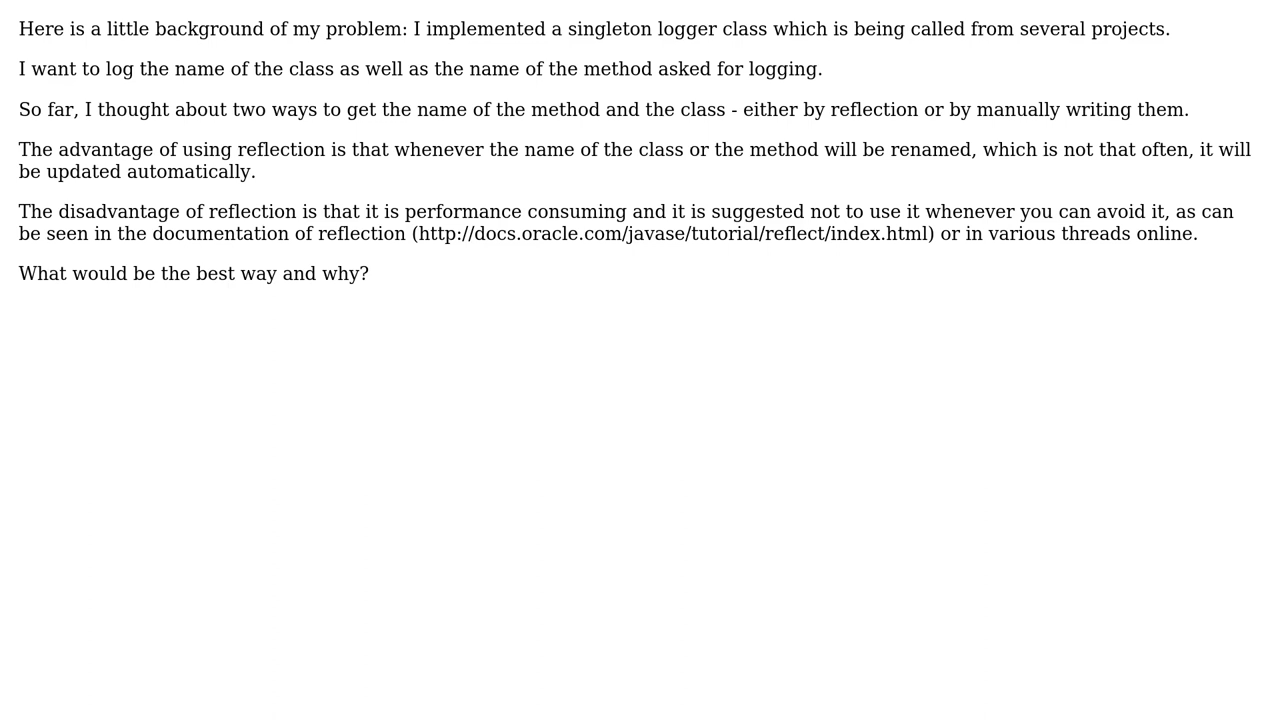 Here is a little background of my problem: I implemented a singleton logger class which is being called from several projects.
I want to log the name of the class as well as the name of the method asked for logging.
So far, I thought about two ways to get the name of the method and the class - either by reflection or by manually writing them.
The advantage of using reflection is that whenever the name of the class or the method will be renamed, which is not that often, it will
be updated automatically.
The disadvantage of reflection is that it is performance consuming and it is suggested not to use it whenever you can avoid it, as can
be seen in the documentation of reflection (http://docs.oracle.com/javase/tutorial/reflect/index.html) or in various threads online.
What would be the best way and why?